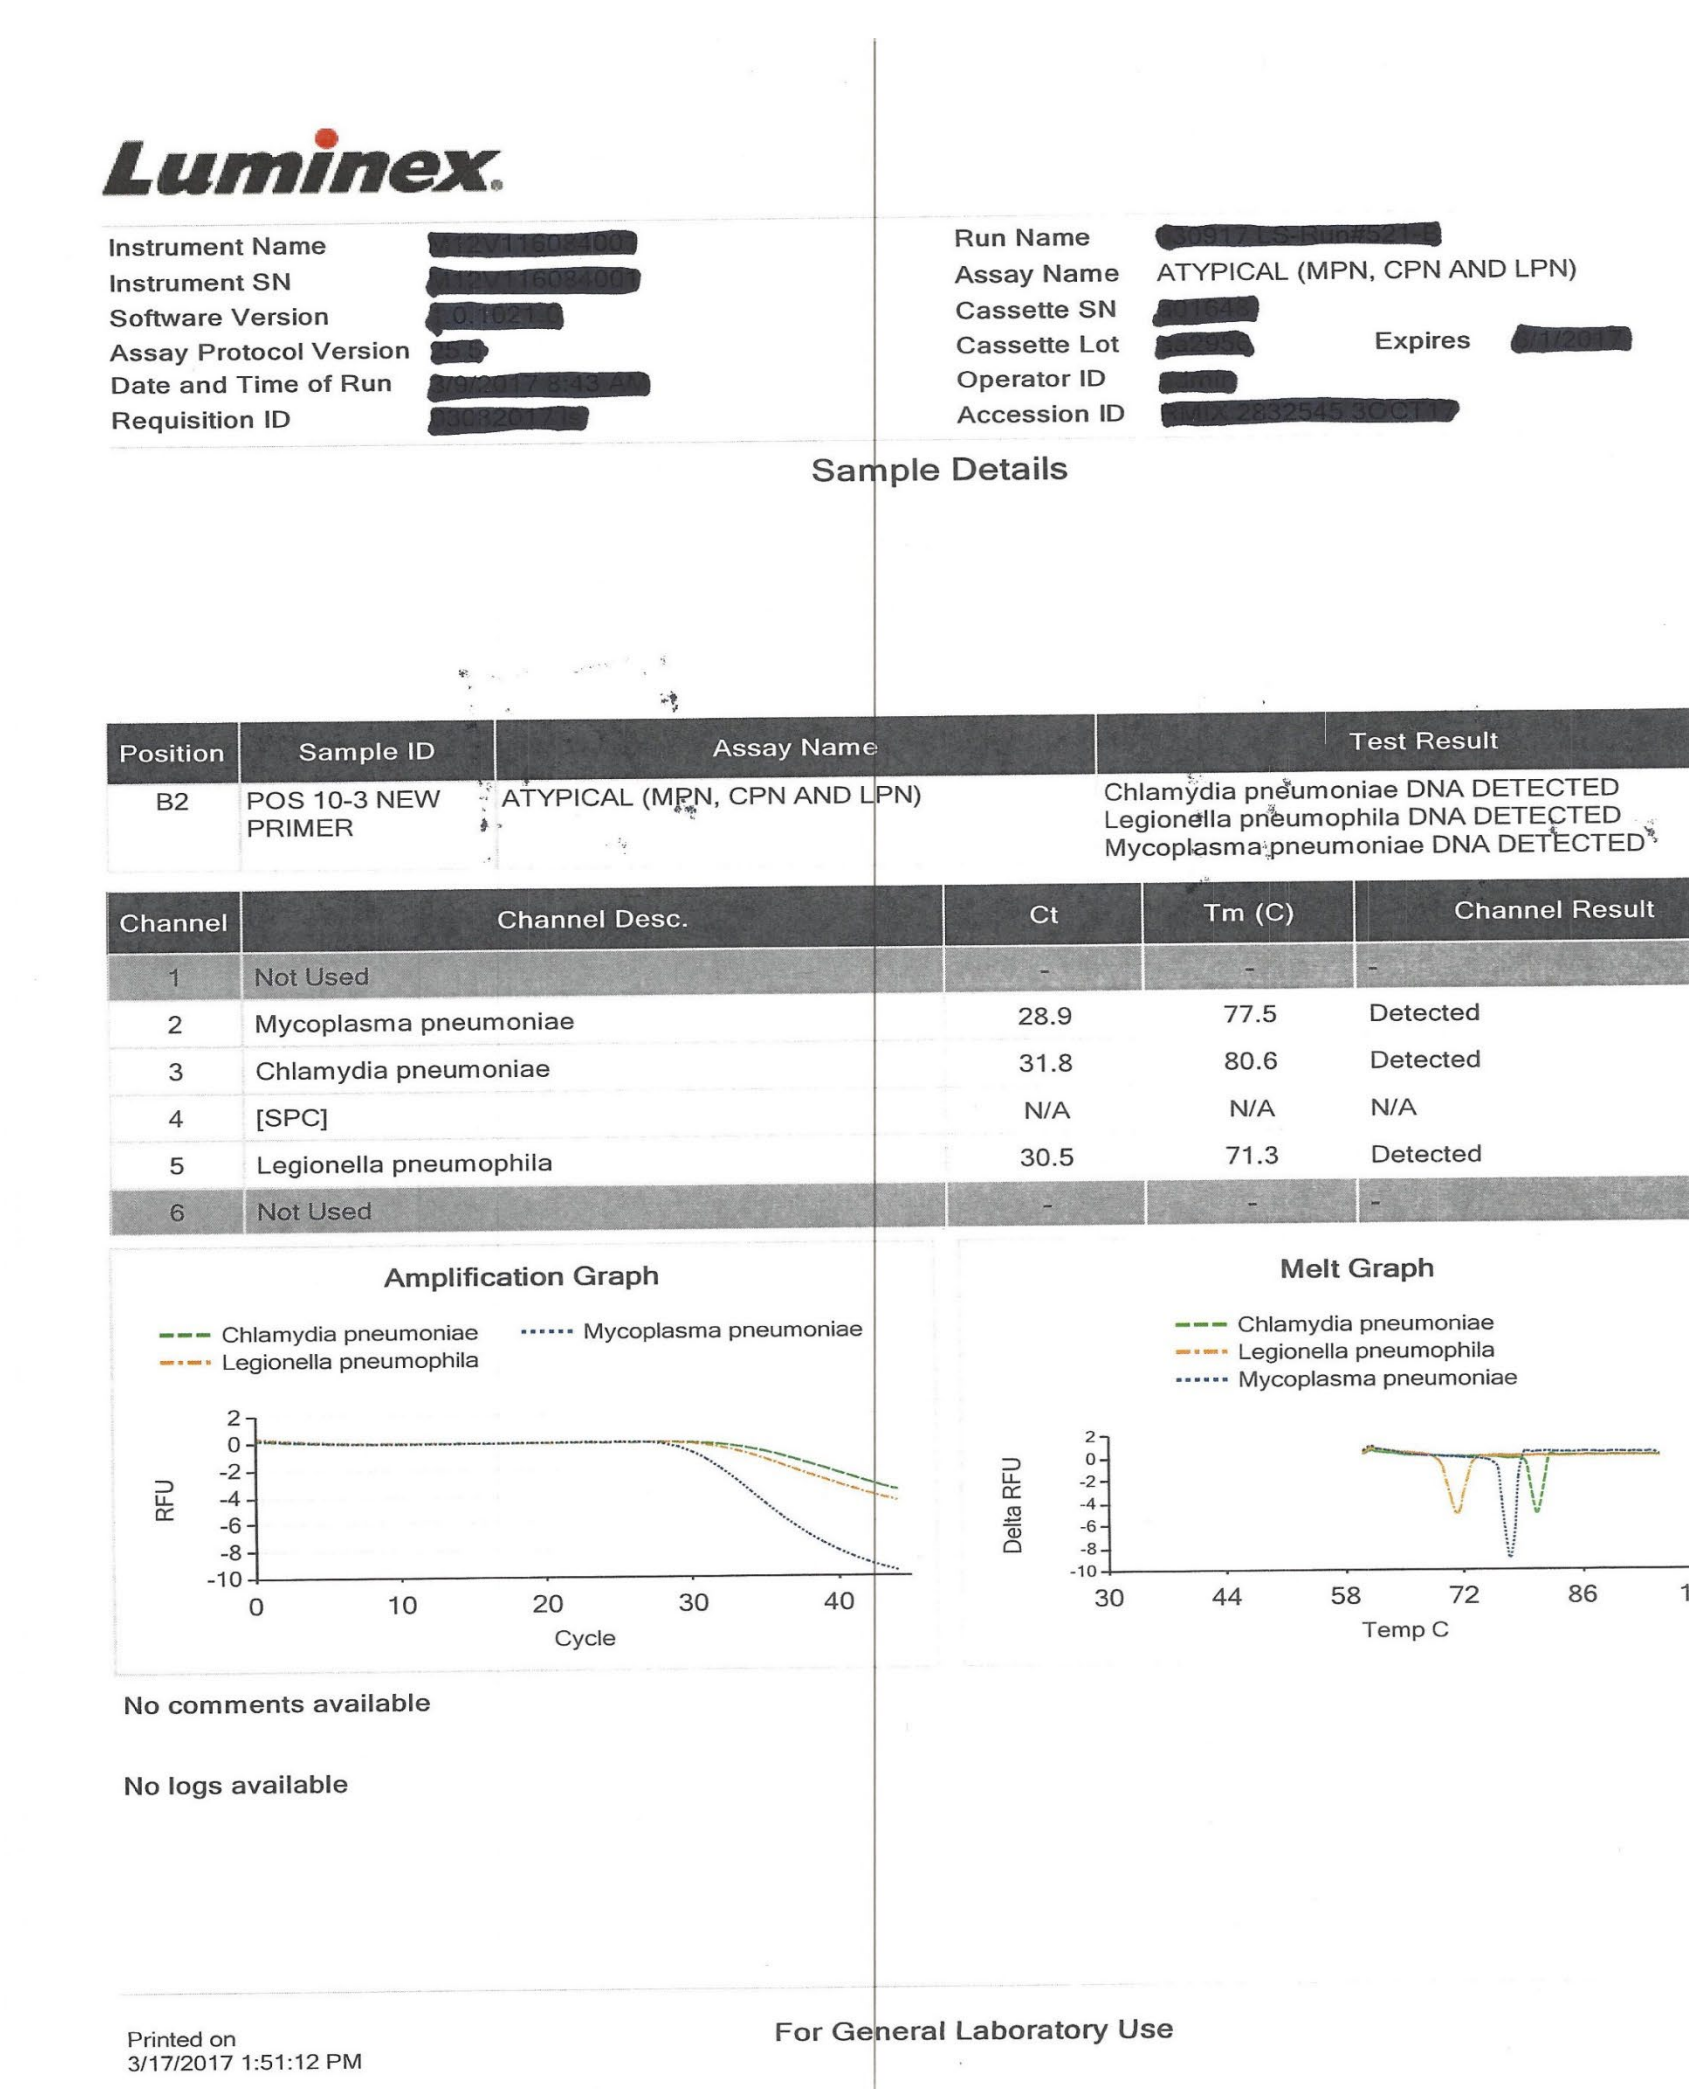 Luminex
Instrument Name
Instrument SN
Software Version
Assay Protocol Version
Date and Time of Run
Requisition ID
Run Name
Assay Name ATYPICAL (MPN, CPN AND LPN)
Cassette SN
Cassette Lot Expires
Operator ID
Accession ID
Sample Details
Position Sample ID Assay Name Test Result
B2 POS 10-3 NEW PRIMER ATYPICAL (MPN, CPN AND LPN) Chlamydia pneumoniae DNA DETECTED
Legionella pneumophila DNA DETECTED
Mycoplasma pneumoniae DNA DETECTED
Channel Channel Desc. Ct Tm (C) Channel Result
1 Not Used - - -
2 Mycoplasma pneumoniae 28.9 77.5 Detected
3 Chlamydia pneumoniae 31.8 80.6 Detected
4 [SPC] N/A N/A N/A
5 Legionella pneumophila 30.5 71.3 Detected
6 Not Used - - -
Amplification Graph
Chlamydia pneumoniae Mycoplasma pneumoniae
Legionella pneumophila
2
0
-2
-4
-6
-8
-10
RFU
0 10 20 30 40
Cycle
Melt Graph
Chlamydia pneumoniae
Legionella pneumophila
Mycoplasma pneumoniae
2
0
-2
-4
-6
-8
-10
Delta RFU
30 44 58 72 86
Temp C
No comments available
No logs available
Printed on
3/17/2017 1:51:12 PM
For General Laboratory Use